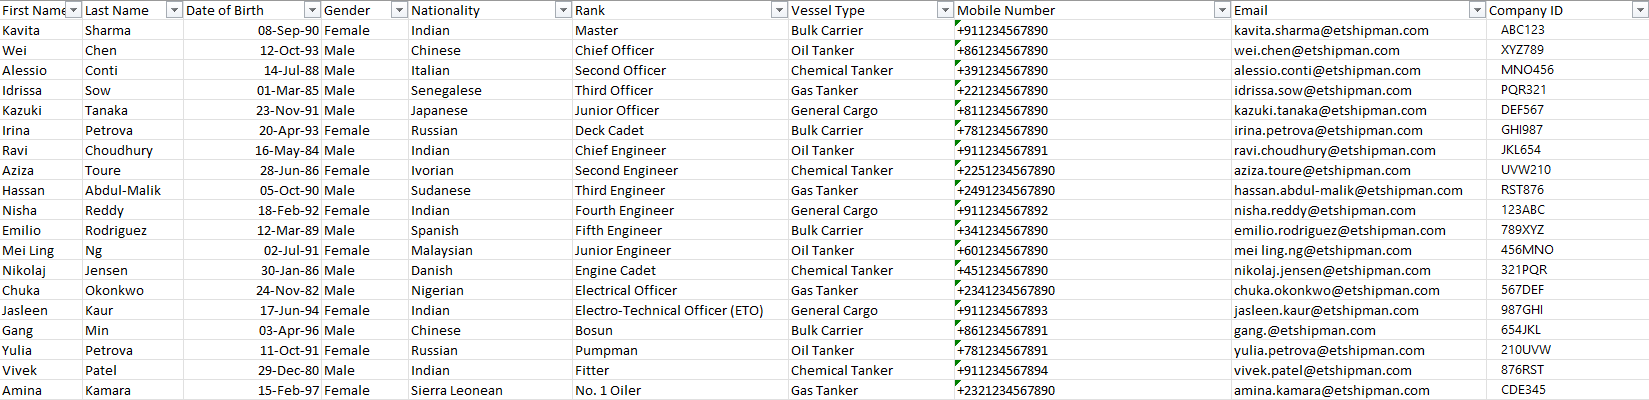 First Name Last Name Date of Birth Gender Nationality Rank Vessel Type Mobile Number Email Company ID
Kavita Sharma 08-Sep-90 Female Indian Master Bulk Carrier +911234567890 kavita.sharma@etshipman.com ABC123
Wei Chen 12-Oct-93 Male Chinese Chief Officer Oil Tanker +861234567890 wei.chen@etshipman.com XYZ789
Alessio Conti 14-Jul-88 Male Italian Second Officer Chemical Tanker +391234567890 alessio.conti@etshipman.com MNO456
Idrissa Sow 01-Mar-85 Male Senegalese Third Officer Gas Tanker +221234567890 idrissa.sow@etshipman.com PQR321
Kazuki Tanaka 23-Nov-91 Male Japanese Junior Officer General Cargo +811234567890 kazuki.tanaka@etshipman.com DEF567
Irina Petrova 20-Apr-93 Female Russian Deck Cadet Bulk Carrier +781234567890 irina.petrova@etshipman.com GHI987
Ravi Choudhury 16-May-84 Male Indian Chief Engineer Oil Tanker +911234567891 ravi.choudhury@etshipman.com JKL654
Aziza Toure 28-Jun-86 Female Ivorian Second Engineer Chemical Tanker +2251234567890 aziza.toure@etshipman.com UVW210
Hassan Abdul-Malik 05-Oct-90 Male Sudanese Third Engineer Gas Tanker +2491234567890 hassan.abdul-malik@etshipman.com RST876
Nisha Reddy 18-Feb-92 Female Indian Fourth Engineer General Cargo +911234567892 nisha.reddy@etshipman.com 123ABC
Emilio Rodriguez 12-Mar-89 Male Spanish Fifth Engineer Bulk Carrier +341234567890 emilio.rodriguez@etshipman.com 789XYZ
Mei Ling Ng 02-Jul-91 Female Malaysian Junior Engineer Oil Tanker +601234567890 mei ling.ng@etshipman.com 456MNO
Nikolaj Jensen 30-Jan-86 Male Danish Engine Cadet Chemical Tanker +451234567890 nikolaj.jensen@etshipman.com 321PQR
Chuka Okonkwo 24-Nov-82 Male Nigerian Electrical Officer Gas Tanker +2341234567890 chuka.okonkwo@etshipman.com 567DEF
Jasleen Kaur 17-Jun-94 Female Indian Electro-Technical Officer (ETO) General Cargo +911234567893 jasleen.kaur@etshipman.com 987GHI
Gang Min 03-Apr-96 Male Chinese Bosun Bulk Carrier +861234567891 gang.@etshipman.com 654JKL
Yulia Petrova 11-Oct-91 Female Russian Pumpman Oil Tanker +781234567891 yulia.petrova@etshipman.com 210UVW
Vivek Patel 29-Dec-80 Male Indian Fitter Chemical Tanker +911234567894 vivek.patel@etshipman.com 876RST
Amina Kamara 15-Feb-97 Female Sierra Leonean No. 1 Oiler Gas Tanker +2321234567890 amina.kamara@etshipman.com CDE345